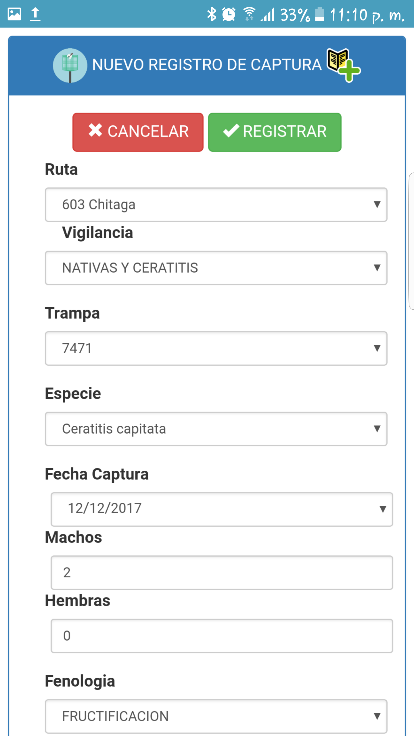 33% 11:10 p. m.
NUEVO REGISTRO DE CAPTURA
CANCELAR REGISTRAR
Ruta
603 Chitaga
Vigilancia
NATIVAS Y CERATITIS
Trampa
7471
Especie
Ceratitis capitata
Fecha Captura
12/12/2017
Machos
2
Hembras
0
Fenologia
FRUCTIFICACION